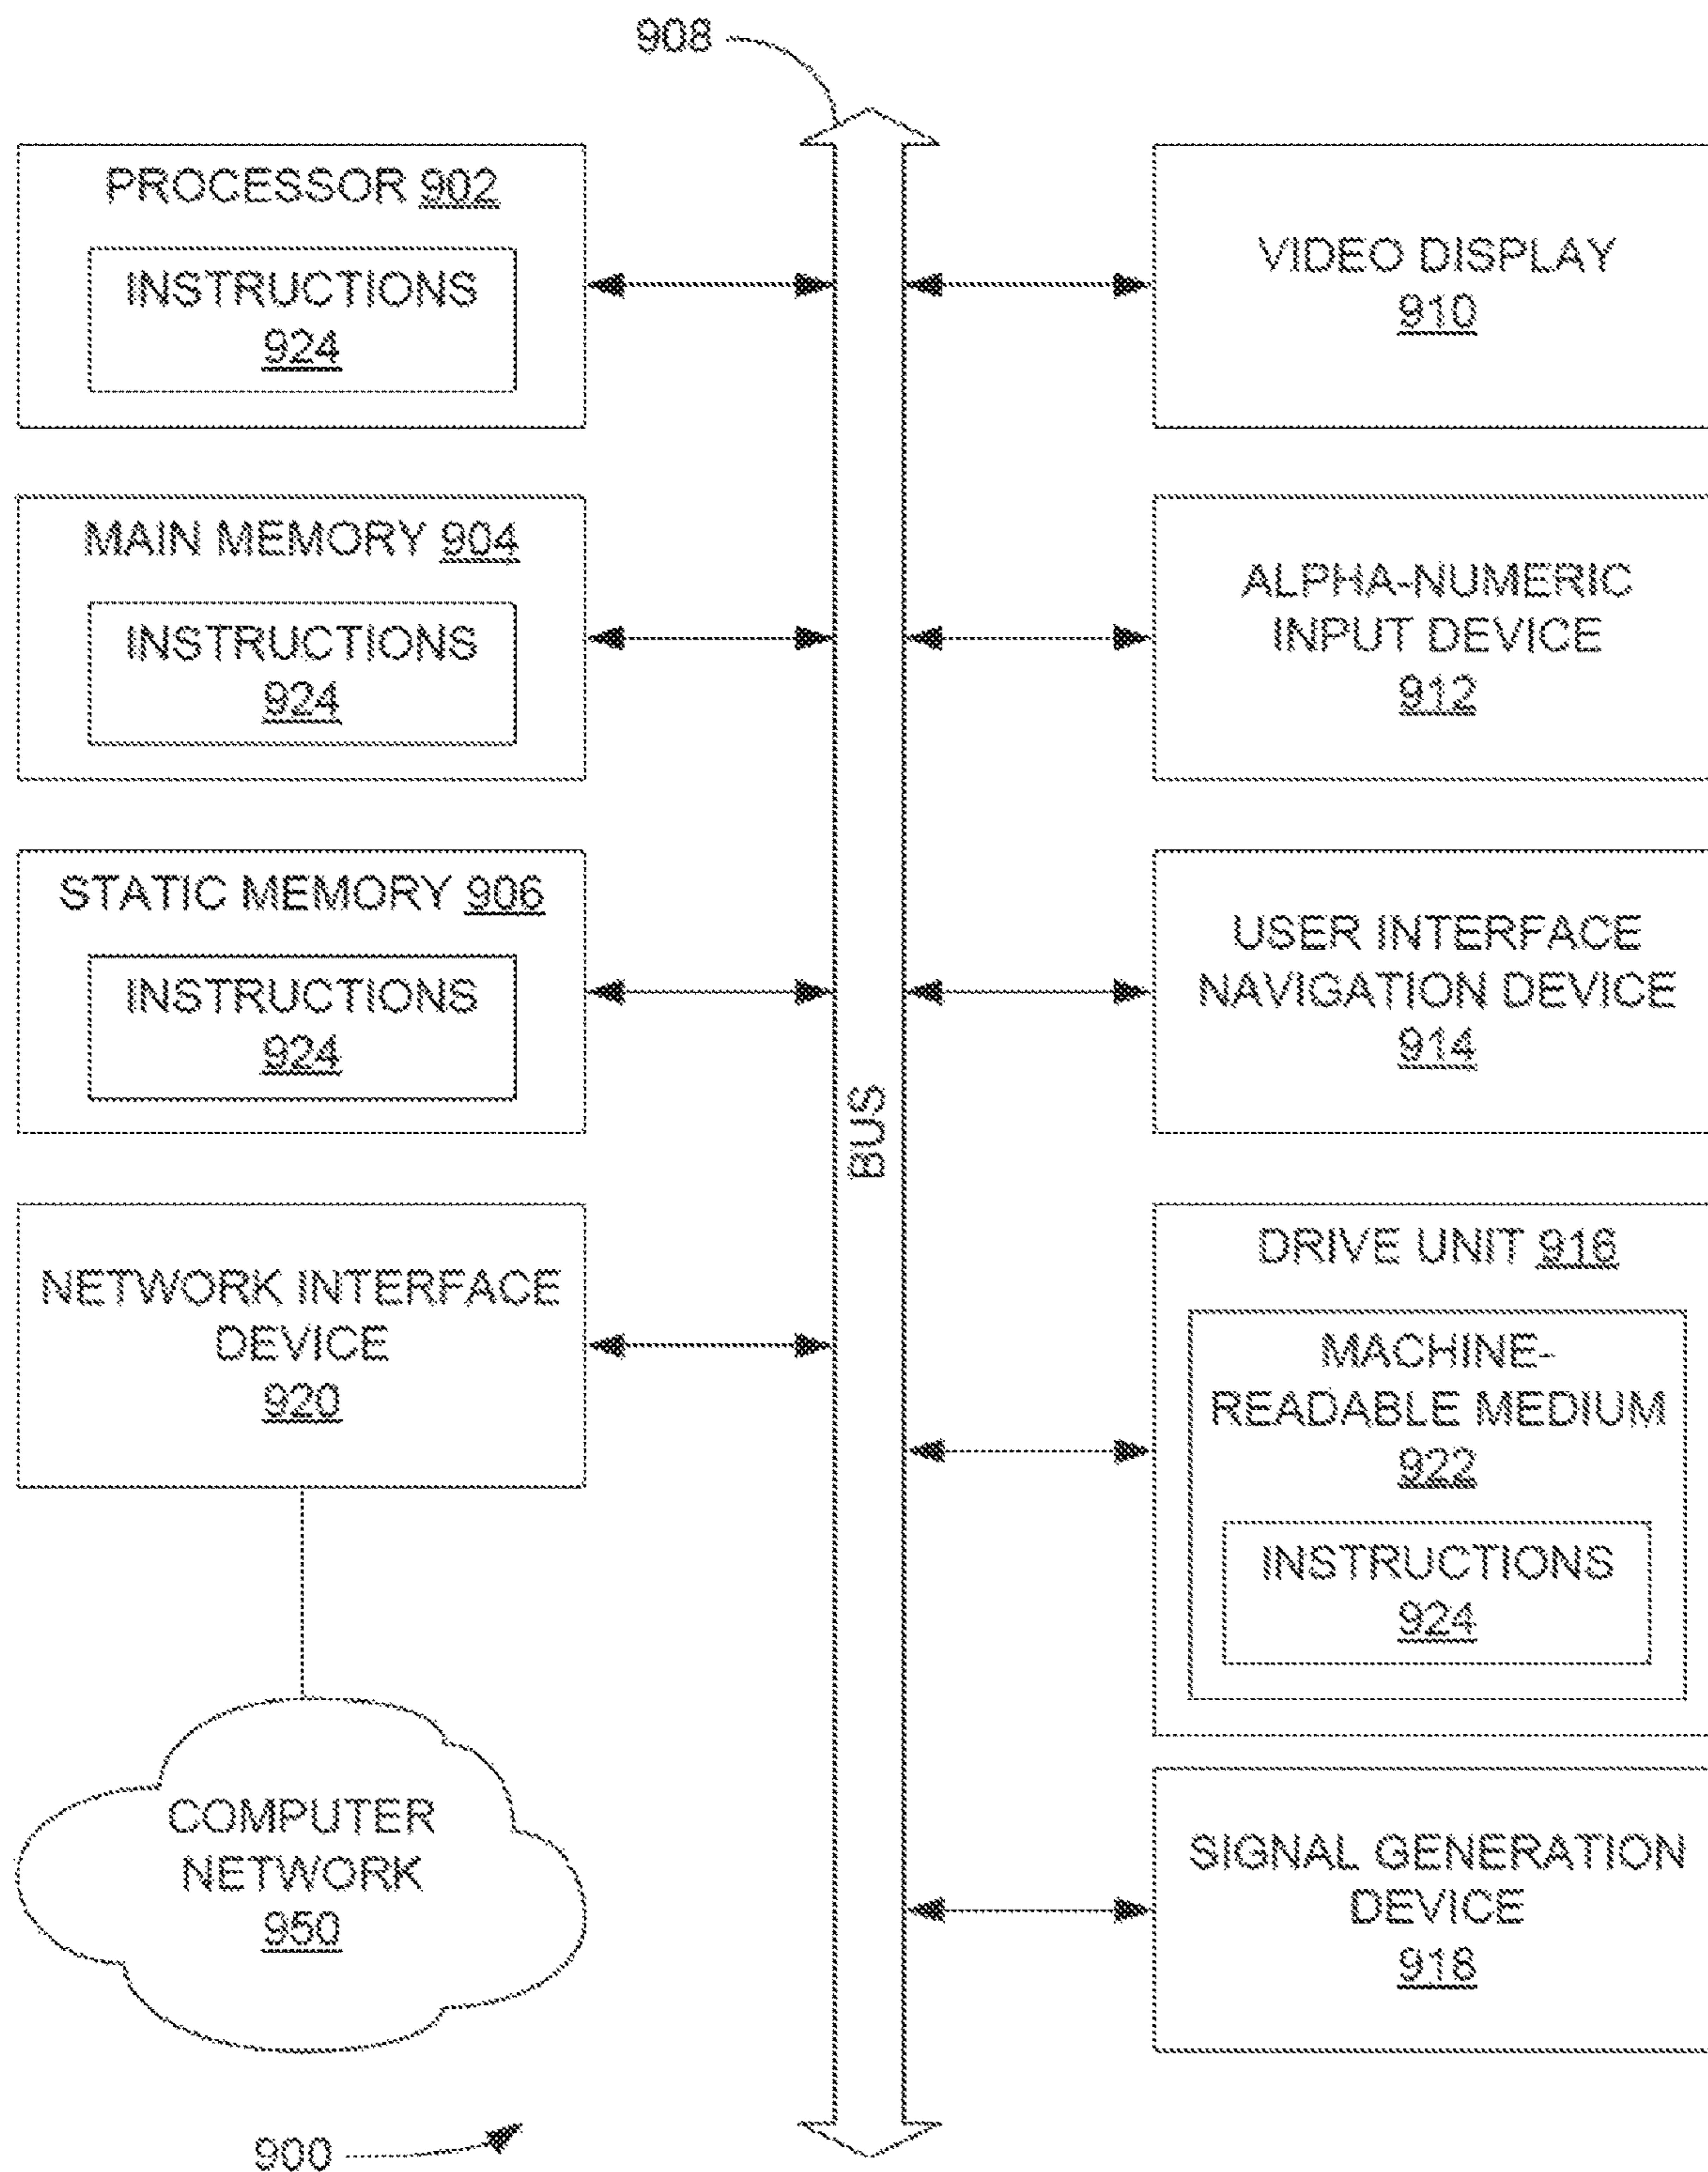 908
PROCESSOR 902
INSTRUCTIONS
924
MAIN MEMORY 904
INSTRUCTIONS
924
STATIC MEMORY 906
INSTRUCTIONS
924
NETWORK INTERFACE
DEVICE
920
COMPUTER
NETWORK
950
900
BUS
VIDEO DISPLAY
910
ALPHA-NUMERIC
INPUT DEVICE
912
USER INTERFACE
NAVIGATION DEVICE
914
DRIVE UNIT 916
MACHINE-
READABLE MEDIUM
922
INSTRUCTIONS
924
SIGNAL GENERATION
DEVICE
918